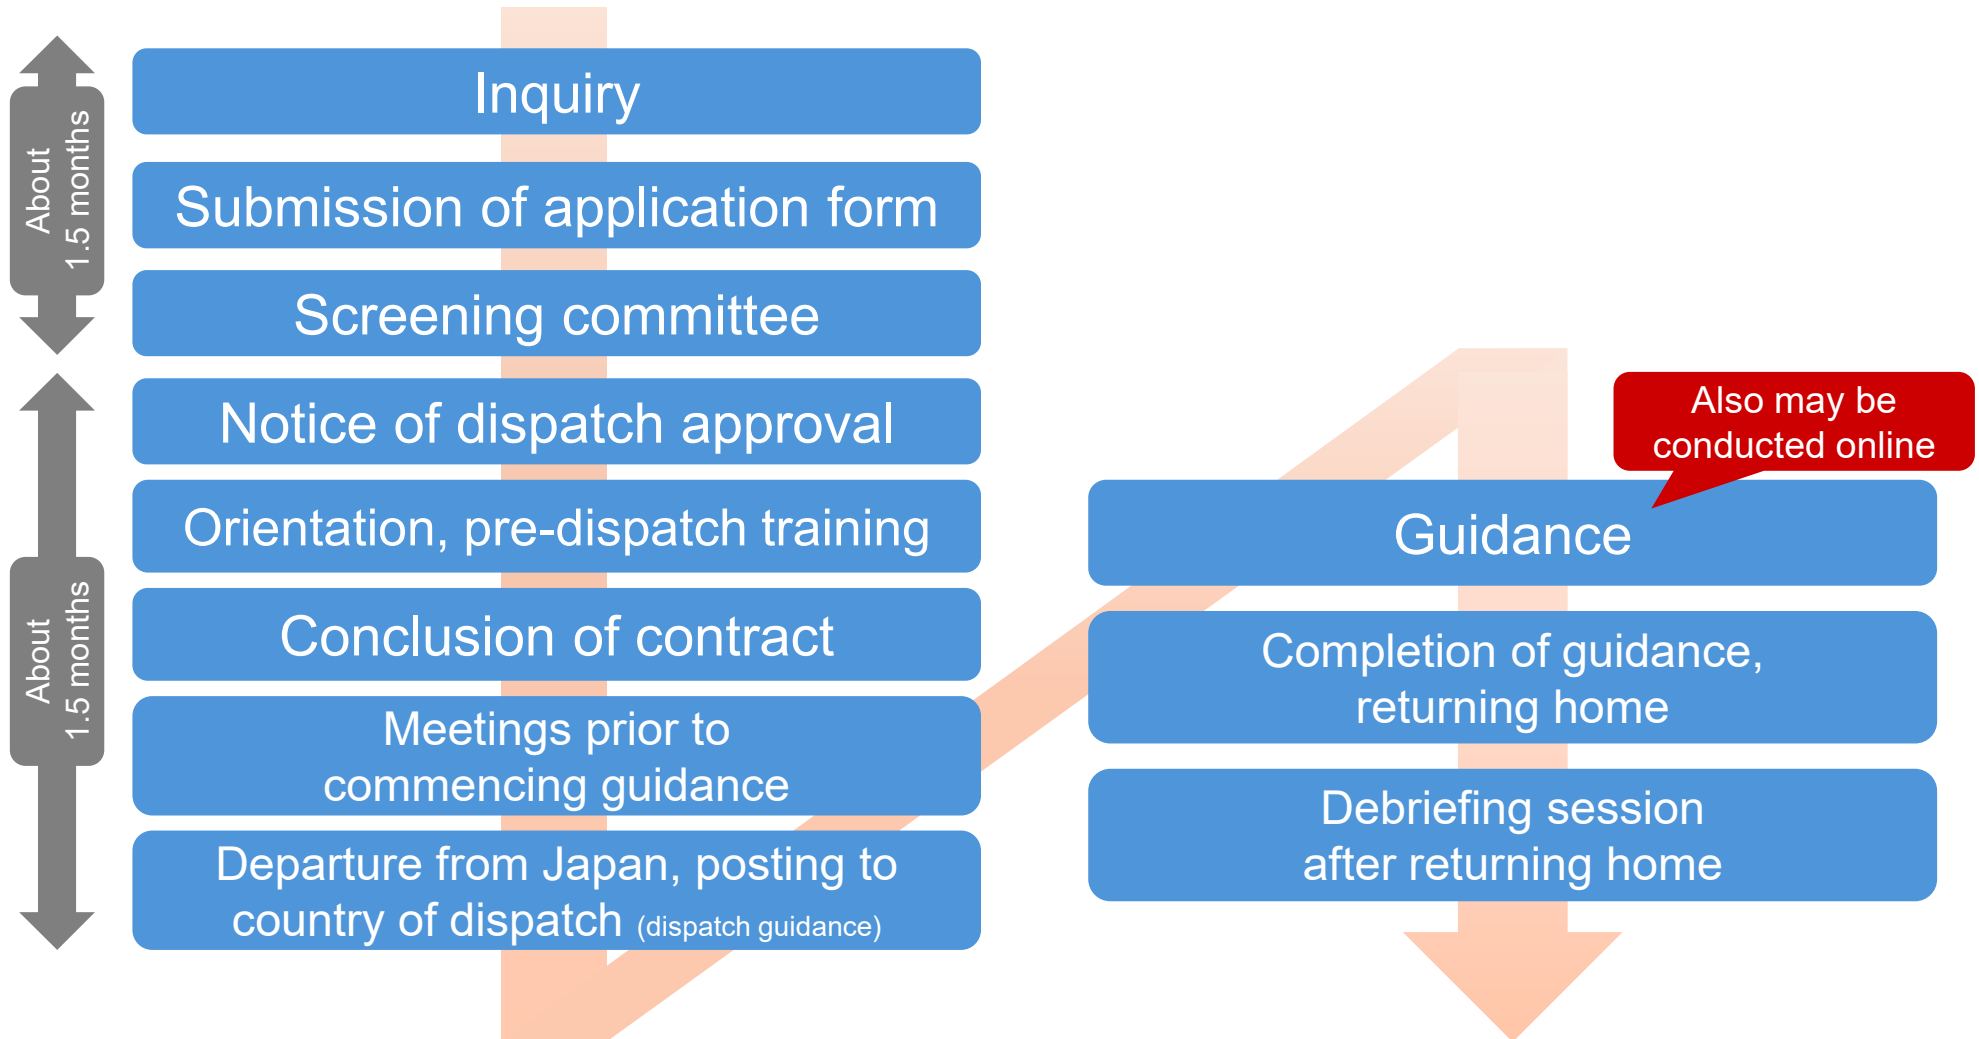 About
1.5 months
Inquiry
Submission of application form
Screening committee
About
1.5 months
Notice of dispatch approval
Orientation, pre-dispatch training
Conclusion of contract
Meetings prior to
commencing guidance
Departure from Japan, posting to
country of dispatch (dispatch guidance)
Also may be
conducted online
Guidance
Completion of guidance,
returning home
Debriefing session
after returning home